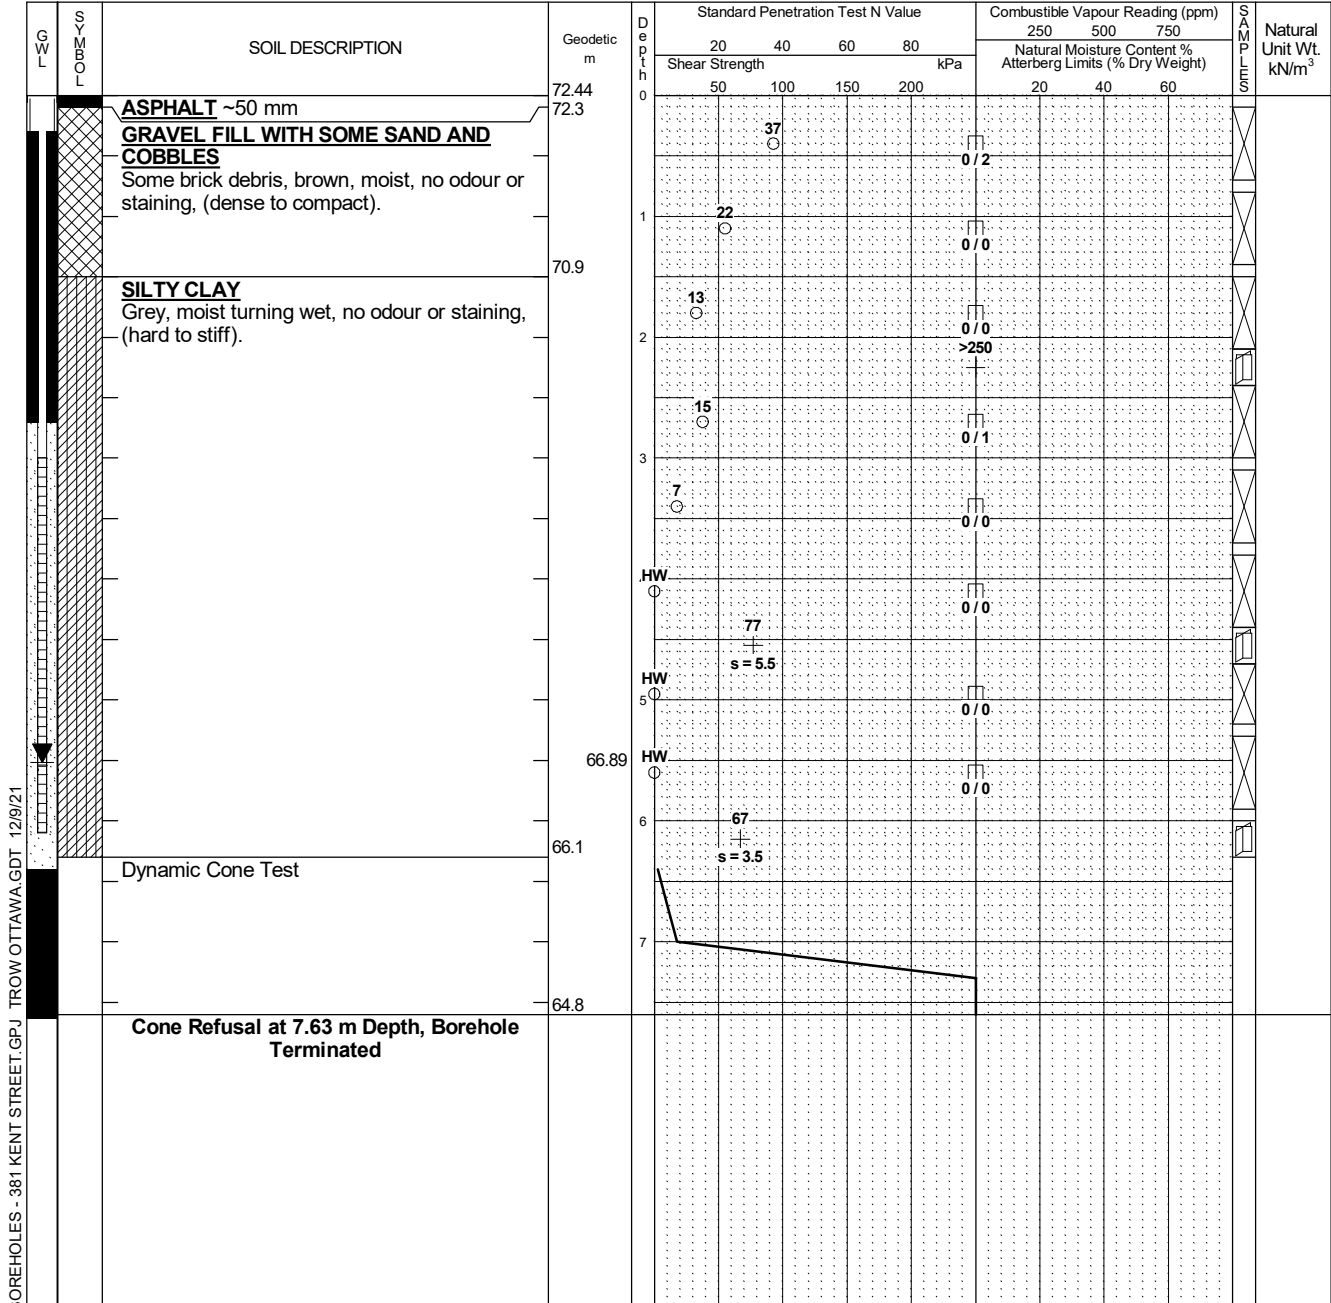 GWL
SYMBOL
SOIL DESCRIPTION
Geodetic
m
Depth
Standard Penetration Test N Value
20 40 60 80
Shear Strength kPa
50 100 150 200
Combustible Vapour Reading (ppm)
250 500 750
Natural Moisture Content %
Atterberg Limits (% Dry Weight)
20 40 60
SAMPLES
Natural
Unit Wt.
kN/m³
72.44
0
ASPHALT ~50 mm
72.3
GRAVEL FILL WITH SOME SAND AND
COBBLES
Some brick debris, brown, moist, no odour or
staining, (dense to compact).
37
0 / 2
1
22
0 / 0
70.9
SILTY CLAY
Grey, moist turning wet, no odour or staining,
(hard to stiff).
13
0 / 0
2
>250
15
0 / 1
3
7
0 / 0
HW
0 / 0
77
s = 5.5
HW
5
0 / 0
66.89
HW
0 / 0
6
67
s = 3.5
66.1
Dynamic Cone Test
7
64.8
Cone Refusal at 7.63 m Depth, Borehole
Terminated
BOREHOLES - 381 KENT STREET.GPJ TROW OTTAWA.GDT 12/9/21